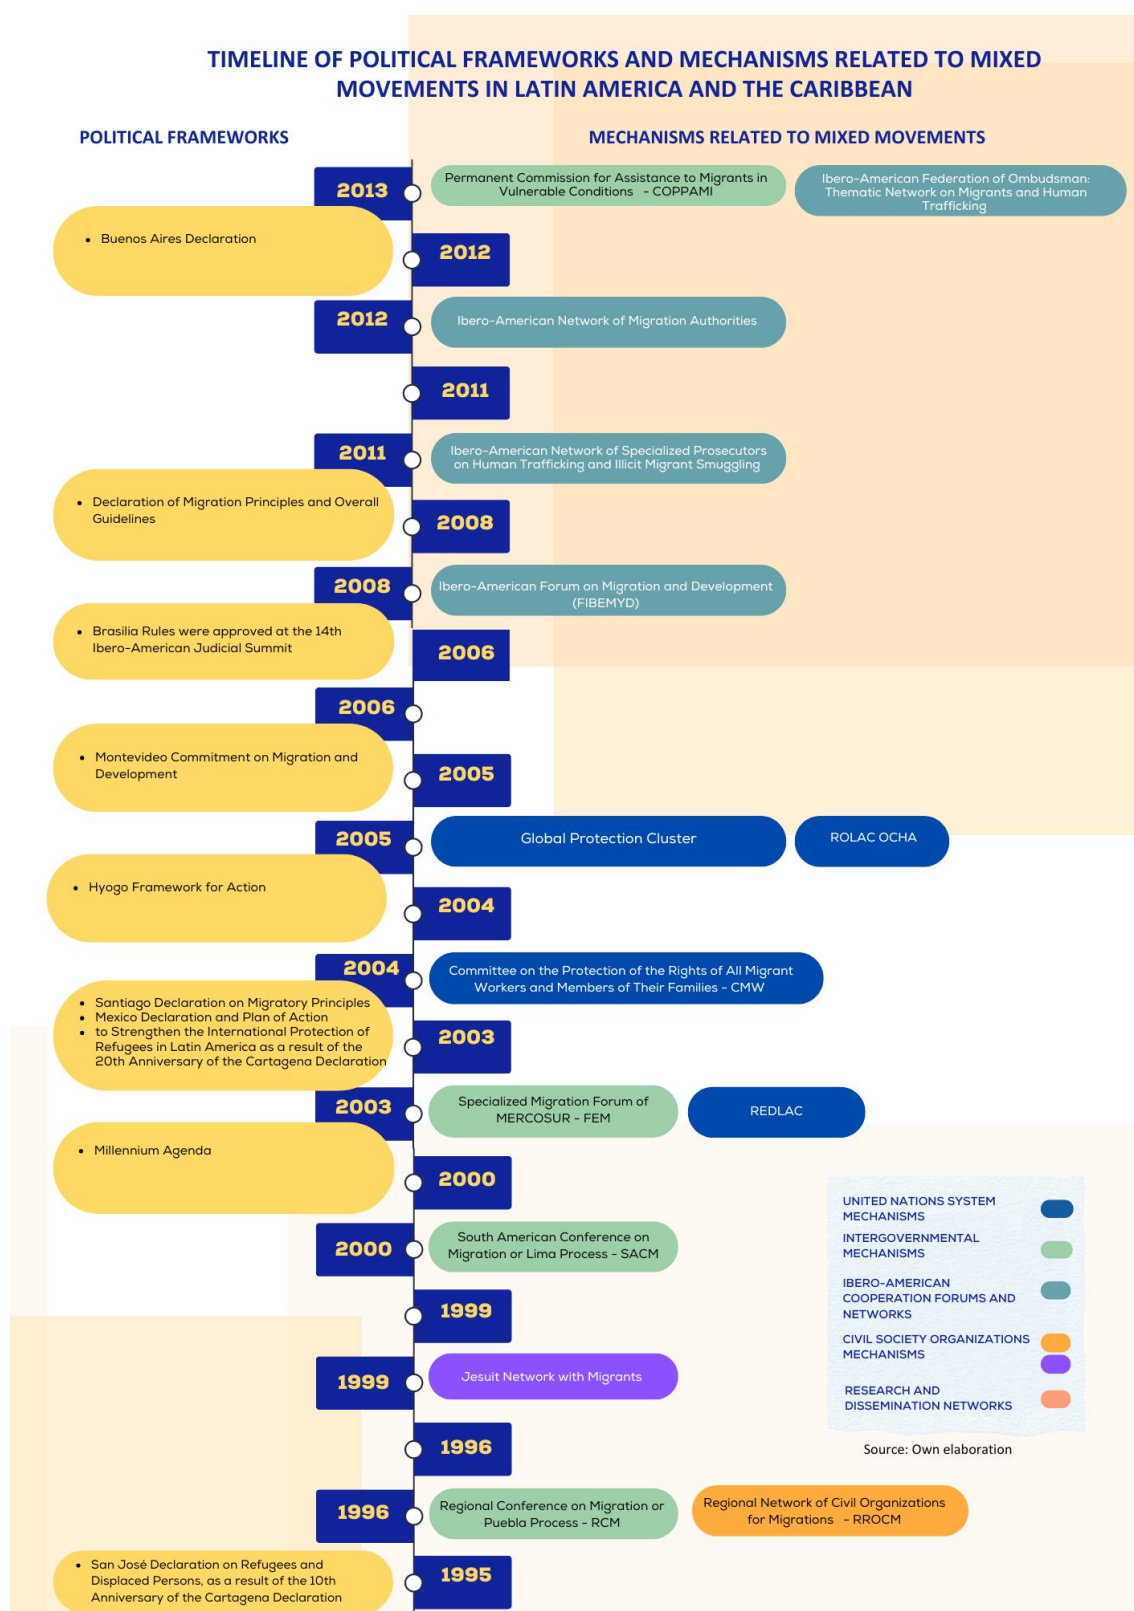 TIMELINE OF POLITICAL FRAMEWORKS AND MECHANISMS RELATED TO MIXED
MOVEMENTS IN LATIN AMERICA AND THE CARIBBEAN
POLITICAL FRAMEWORKS
MECHANISMS RELATED TO MIXED MOVEMENTS
2013
Permanent Commission for Assistance to Migrants in
Vulnerable Conditions - COPPAMI
Ibero-American Federation of Ombudsman:
Thematic Network on Migrants and Human
Trafficking
• Buenos Aires Declaration
2012
2012
Ibero-American Network of Migration Authorities
2011
2011
Ibero-American Network of Specialized Prosecutors
on Human Trafficking and Illicit Migrant Smuggling
• Declaration of Migration Principles and Overall
Guidelines
2008
2008
Ibero-American Forum on Migration and Development
(FIBEMYD)
• Brasilia Rules were approved at the 14th
Ibero-American Judicial Summit
2006
2006
• Montevideo Commitment on Migration and
Development
2005
2005
Global Protection Cluster
ROLAC OCHA
• Hyogo Framework for Action
2004
2004
Committee on the Protection of the Rights of All Migrant
Workers and Members of Their Families - CMW
• Santiago Declaration on Migratory Principles
• Mexico Declaration and Plan of Action
• to Strengthen the International Protection of
Refugees in Latin America as a result of the
20th Anniversary of the Cartagena Declaration
2003
2003
Specialized Migration Forum of
MERCOSUR - FEM
REDLAC
• Millennium Agenda
2000
2000
South American Conference on
Migration or Lima Process - SACM
1999
1999
Jesuit Network with Migrants
1996
1996
Regional Conference on Migration or
Puebla Process - RCM
Regional Network of Civil Organizations
for Migrations - RROCM
• San José Declaration on Refugees and
Displaced Persons, as a result of the 10th
Anniversary of the Cartagena Declaration
1995
UNITED NATIONS SYSTEM
MECHANISMS
INTERGOVERNMENTAL
MECHANISMS
IBERO-AMERICAN
COOPERATION FORUMS AND
NETWORKS
CIVIL SOCIETY ORGANIZATIONS
MECHANISMS
RESEARCH AND
DISSEMINATION NETWORKS
Source: Own elaboration